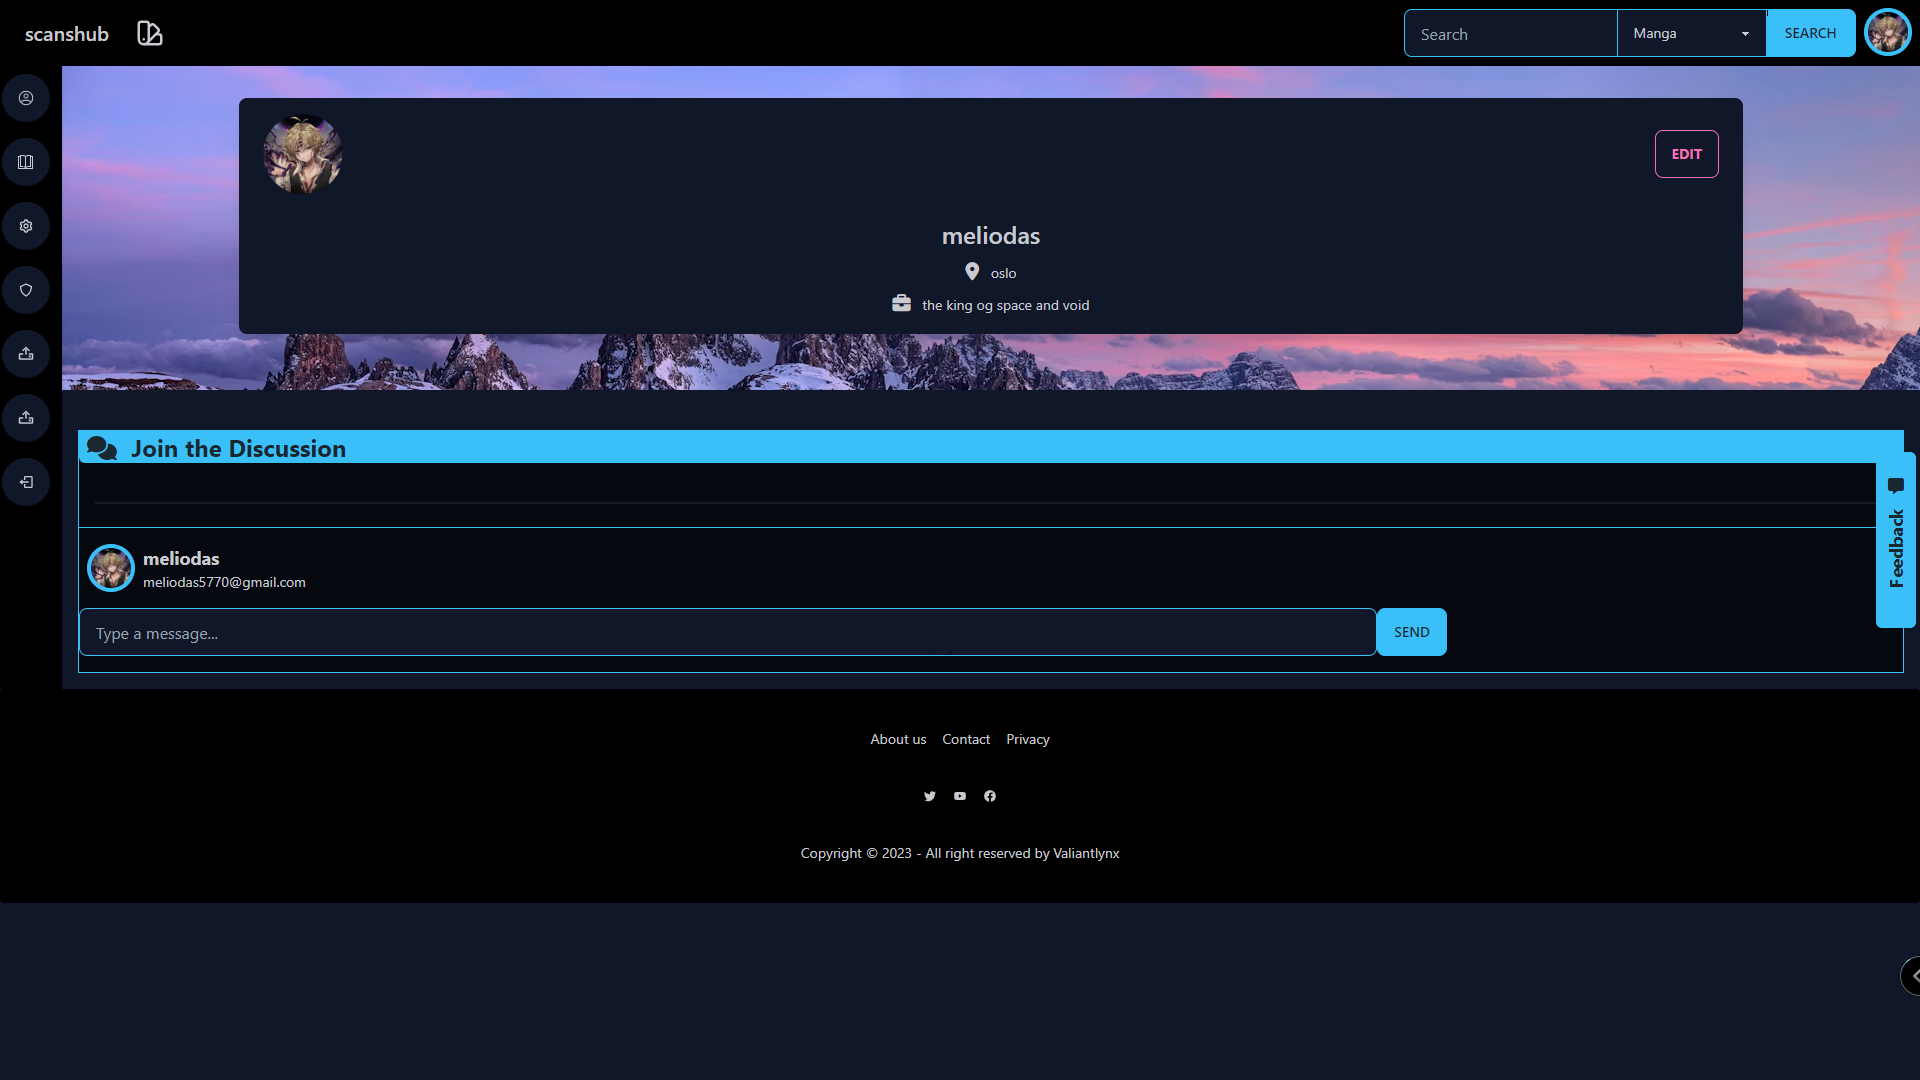 scanshub
Search
Manga
SEARCH
EDIT
meliodas
oslo
the king og space and void
Join the Discussion
Feedback
meliodas
meliodas5770@gmail.com
Type a message...
SEND
About us Contact Privacy
Copyright © 2023 - All right reserved by Valiantlynx